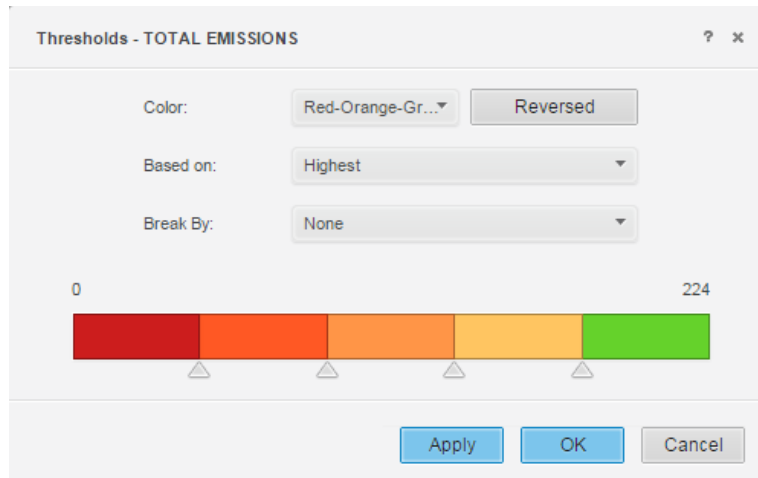 Thresholds - TOTAL EMISSIONS ? ×
Color: Red-Orange-Gr... Reversed
Based on: Highest
Break By: None
0 224
Apply OK Cancel